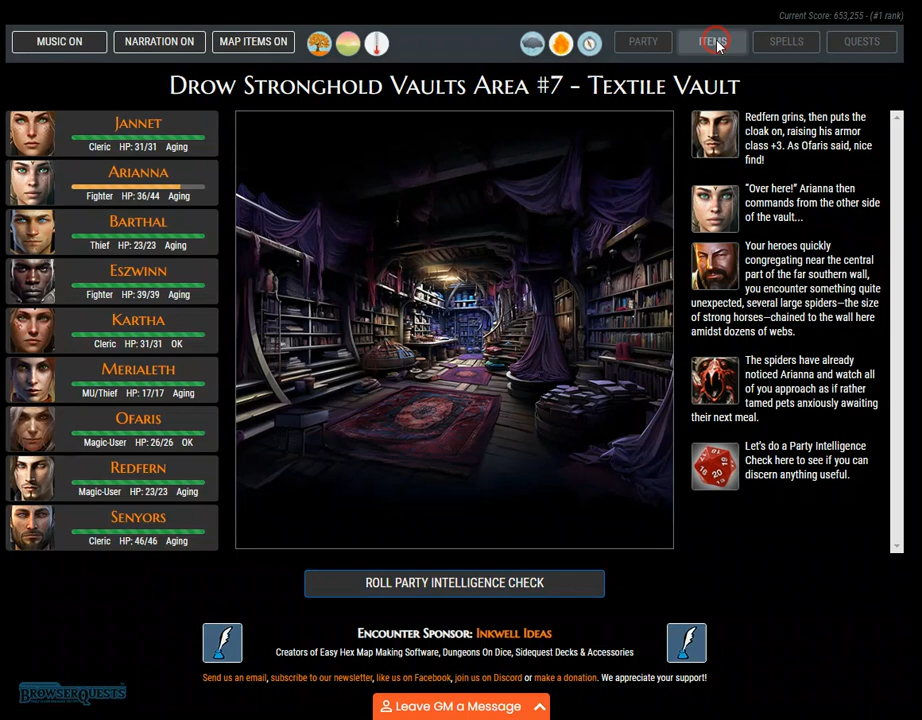 Current Score: 653,255 - (#1 rank)
MUSIC ON
NARRATION ON
MAP ITEMS ON
PARTY
ITEMS
SPELLS
QUESTS
Drow Stronghold Vaults Area #7 - Textile Vault
Jannet
Cleric HP: 31/31 Aging
Arianna
Fighter HP: 36/44 Aging
Barthal
Thief HP: 23/23 Aging
Eszwinn
Fighter HP: 39/39 Aging
Kartha
Cleric HP: 31/31 OK
Merialeth
MU/Thief HP: 17/17 Aging
Ofaris
Magic-User HP: 26/26 OK
Redfern
Magic-User HP: 23/23 Aging
Senyors
Cleric HP: 46/46 Aging
Redfern grins, then puts the
cloak on, raising his armor
class +3. As Ofaris said, nice
find!
“Over here!” Arianna then
commands from the other side
of the vault...
Your heroes quickly
congregating near the central
part of the far southern wall,
you encounter something quite
unexpected, several large spiders—the size
of strong horses—chained to the wall here
amidst dozens of webs.
The spiders have already
noticed Arianna and watch all
of you approach as if rather
tamed pets anxiously awaiting
their next meal.
Let's do a Party Intelligence
Check here to see if you can
discern anything useful.
ROLL PARTY INTELLIGENCE CHECK
Encounter Sponsor: Inkwell Ideas
Creators of Easy Hex Map Making Software, Dungeons On Dice, Sidequest Decks & Accessories
Send us an email, subscribe to our newsletter, like us on Facebook, join us on Discord or make a donation. We appreciate your support!
BrowserQuests
Leave GM a Message